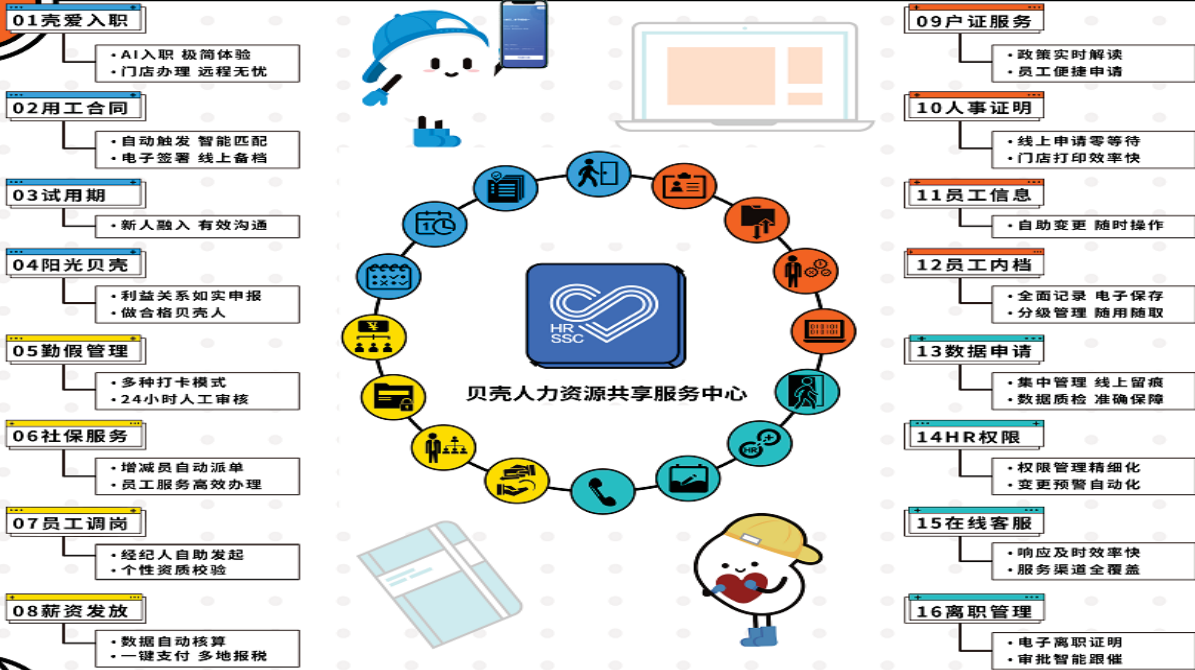 01壳爱入职
•AI入职 极简体验
•门店办理 远程无忧
02用工合同
•自动触发 智能匹配
•电子签署 线上备档
03试用期
•新人融入 有效沟通
04阳光贝壳
•利益关系如实申报
•做合格贝壳人
05勤假管理
•多种打卡模式
•24小时人工审核
06社保服务
•增减员自动派单
•员工服务高效办理
07员工调岗
•经纪人自助发起
•个性资质校验
08薪资发放
•数据自动核算
•一键支付 多地报税
1
¥
HR
SSC
贝壳人力资源共享服务中心
HR
09户证服务
•政策实时解读
•员工便捷申请
10人事证明
•线上申请零等待
•门店打印效率快
11员工信息
•自助变更 随时操作
12员工内档
•全面记录 电子保存
•分级管理 随用随取
13数据申请
•集中管理 线上留痕
•数据质检 准确保障
14HR权限
•权限管理精细化
•变更预警自动化
15在线客服
•响应及时效率快
•服务渠道全覆盖
16离职管理
•电子离职证明
•审批智能跟催